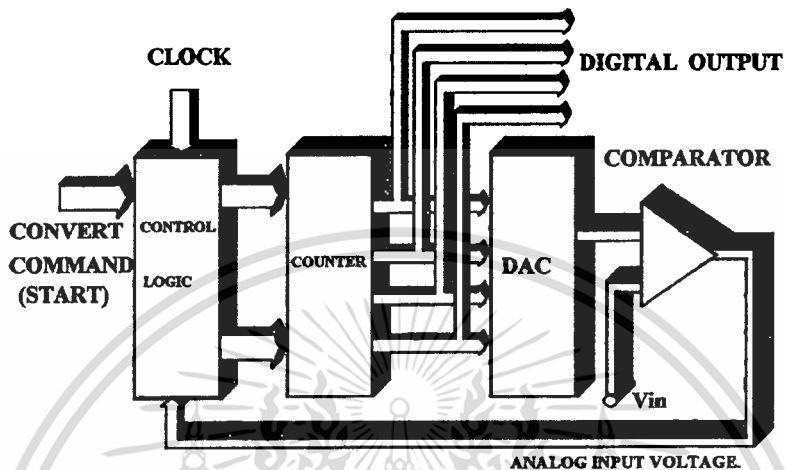 CLOCK
DIGITAL OUTPUT
COMPARATOR
CONVERT
COMMAND
(START)
CONTROL
LOGIC
COUNTER
DAC
Vin
ANALOG INPUT VOLTAGE.